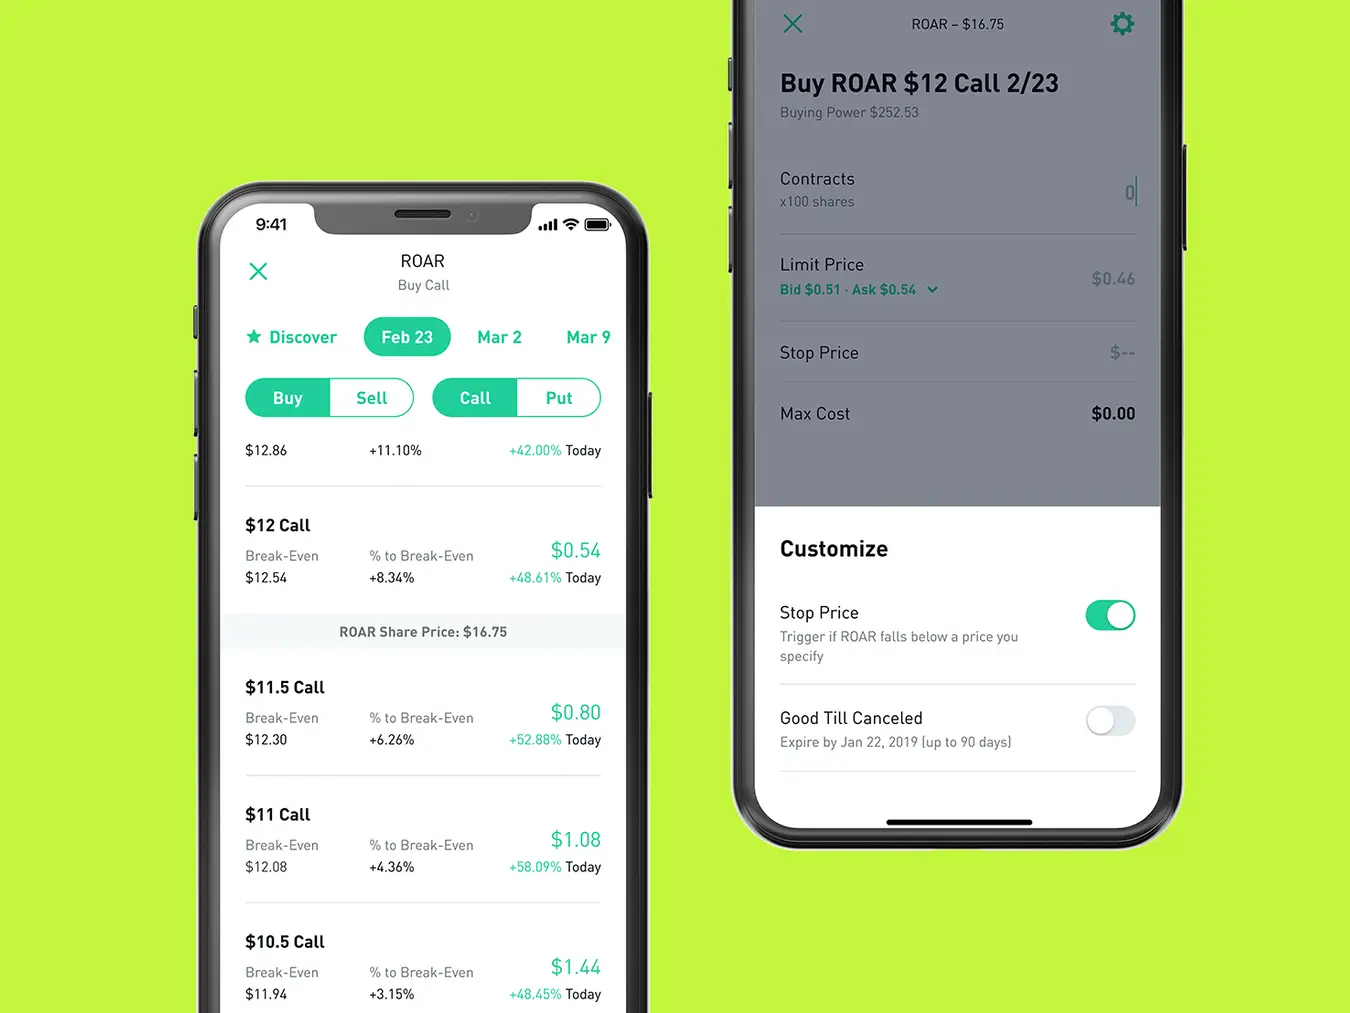 9:41
ROAR
Buy Call
Discover Feb 23 Mar 2 Mar 9
Buy Sell Call Put
$12.86 +11.10% +42.00% Today
$12 Call
Break-Even % to Break-Even $0.54
$12.54 +8.34% +48.61% Today
ROAR Share Price: $16.75
$11.5 Call
Break-Even % to Break-Even $0.80
$12.30 +6.26% +52.88% Today
$11 Call
Break-Even % to Break-Even $1.08
$12.08 +4.36% +58.09% Today
$10.5 Call
Break-Even % to Break-Even $1.44
$11.94 +3.15% +48.45% Today
ROAR – $16.75
Buy ROAR $12 Call 2/23
Buying Power $252.53
Contracts 0
x100 shares
Limit Price $0.46
Bid $0.51 · Ask $0.54
Stop Price $--
Max Cost $0.00
Customize
Stop Price
Trigger if ROAR falls below a price you
specify
Good Till Canceled
Expire by Jan 22, 2019 (up to 90 days)